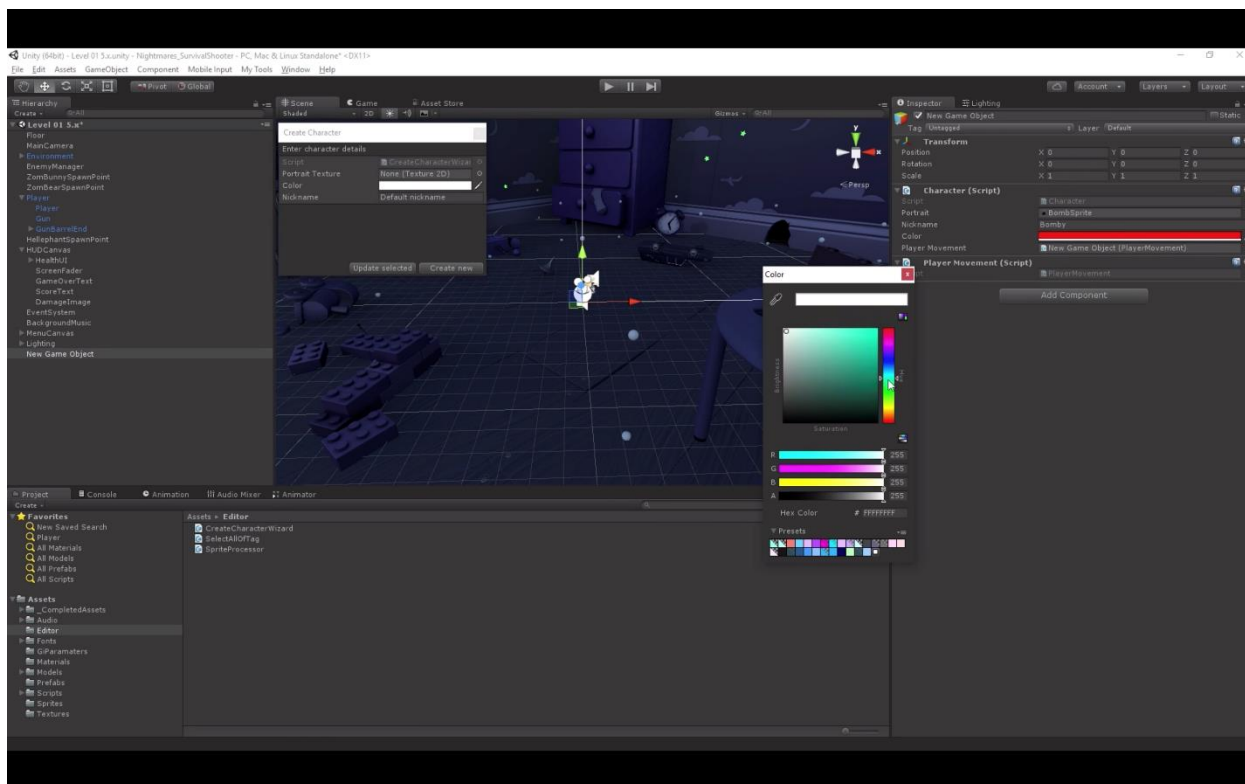 Unity (64bit) - Level 01 5.x.unity - Nightmares_SurvivalShooter - PC, Mac & Linux Standalone* <DX11>
File Edit Assets GameObject Component Mobile Input My Tools Window Help
Pivot Global
Account Layers Layout
Hierarchy
Create All
Level 01 5.x*
Floor
MainCamera
Environment
EnemyManager
ZomBunnySpawnPoint
ZomBearSpawnPoint
Player
Player
Gun
GunBarrelEnd
HellephantSpawnPoint
HUDCanvas
HealthUI
ScreenFader
GameOverText
ScoreText
DamageImage
EventSystem
BackgroundMusic
MenuCanvas
Lighting
New Game Object
Scene Game Asset Store
Shaded 2D Gizmos All
Create Character
Enter character details
Script CreateCharacterWizar
Portrait Texture None (Texture 2D)
Color
Nickname Default nickname
Update selected Create new
y
x
Persp
Inspector Lighting
New Game Object Static
Tag Untagged Layer Default
Transform
Position X 0 Y 0 Z 0
Rotation X 0 Y 0 Z 0
Scale X 1 Y 1 Z 1
Character (Script)
Script Character
Portrait BombSprite
Nickname Bomby
Color
Player Movement New Game Object (PlayerMovement)
Player Movement (Script)
PlayerMovement
Add Component
Color
Brightness
Hue
Saturation
R 255
G 255
B 255
A 255
Hex Color # FFFFFFFF
Presets
Project Console Animation Audio Mixer Animator
Create
Favorites
New Saved Search
Player
All Materials
All Models
All Prefabs
All Scripts
Assets
_CompletedAssets
Audio
Editor
Fonts
GiParamaters
Materials
Models
Prefabs
Scripts
Sprites
Textures
Assets Editor
CreateCharacterWizard
SelectAllOfTag
SpriteProcessor